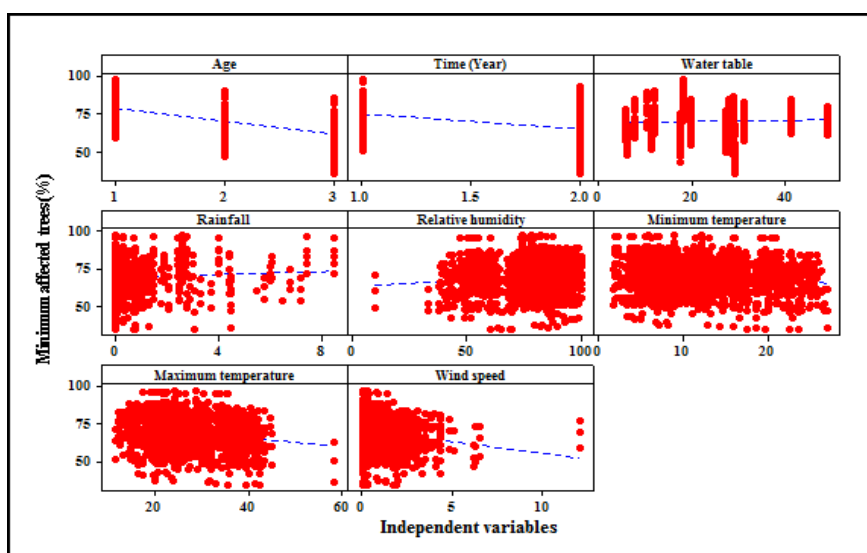 Age Time (Year) Water table
100
75
50
1 2 3 1.0 1.5 2.0 0 20 40
Rainfall Relative humidity Minimum temperature
100
75
50
0 4 8 0 50 100 0 10 20
Maximum temperature Wind speed
100
75
50
20 40 60 0 5 10
Minimum affected trees(%)
Independent variables